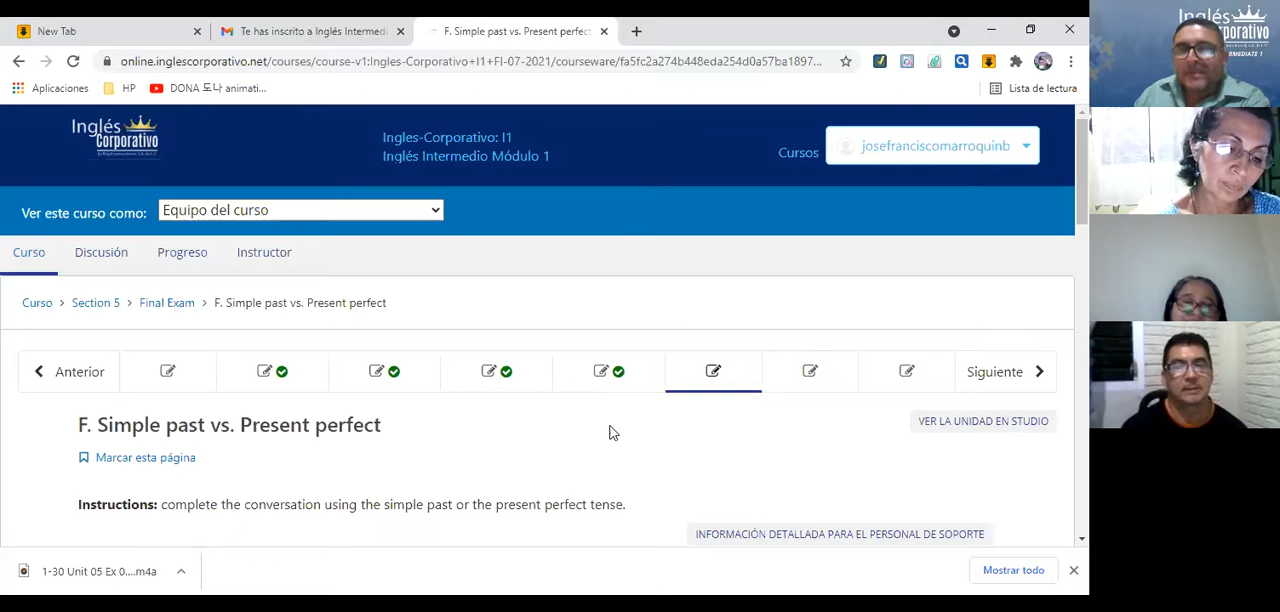 New Tab
Te has inscrito a Inglés Intermedi
F. Simple past vs. Present perfect
online.inglescorporativo.net/courses/course-v1:Ingles-Corporativo+I1+FI-07-2021/courseware/fa5fc2a274b448eda254d0a57ba1897...
Aplicaciones HP DONA 도나 animati... Lista de lectura
Inglés
Corporativo
Ingles-Corporativo: I1
Inglés Intermedio Módulo 1
Cursos josefranciscomarroquinb
Ver este curso como: Equipo del curso
Curso Discusión Progreso Instructor
Curso > Section 5 > Final Exam > F. Simple past vs. Present perfect
Anterior Siguiente
F. Simple past vs. Present perfect
VER LA UNIDAD EN STUDIO
Marcar esta página
Instructions: complete the conversation using the simple past or the present perfect tense.
INFORMACIÓN DETALLADA PARA EL PERSONAL DE SOPORTE
1-30 Unit 05 Ex 0....m4a Mostrar todo
Inglés